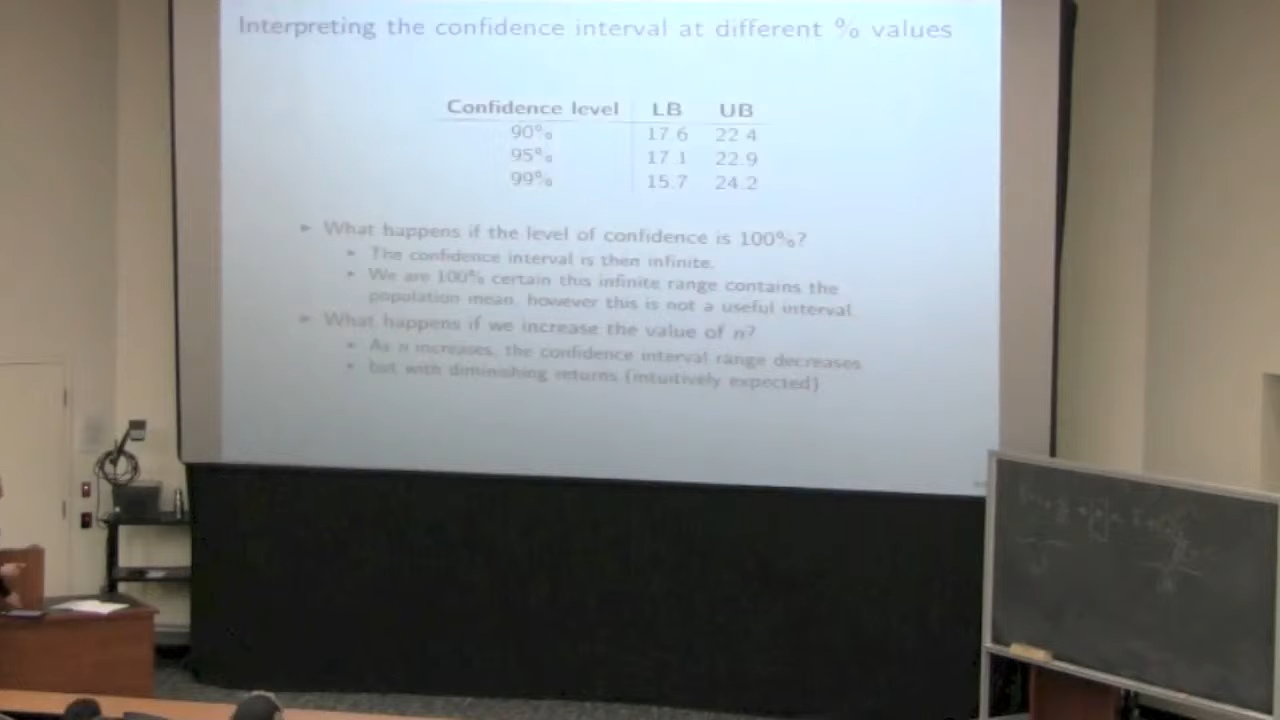 Interpreting the confidence interval at different % values
Confidence level LB UB
90% 17.6 22.4
95% 17.1 22.9
99% 15.7 24.2
► What happens if the level of confidence is 100%?
• The confidence interval is then infinite.
• We are 100% certain this infinite range contains the
population mean, however this is not a useful interval.
► What happens if we increase the value of n?
• As n increases, the confidence interval range decreases
• but with diminishing returns (intuitively expected)